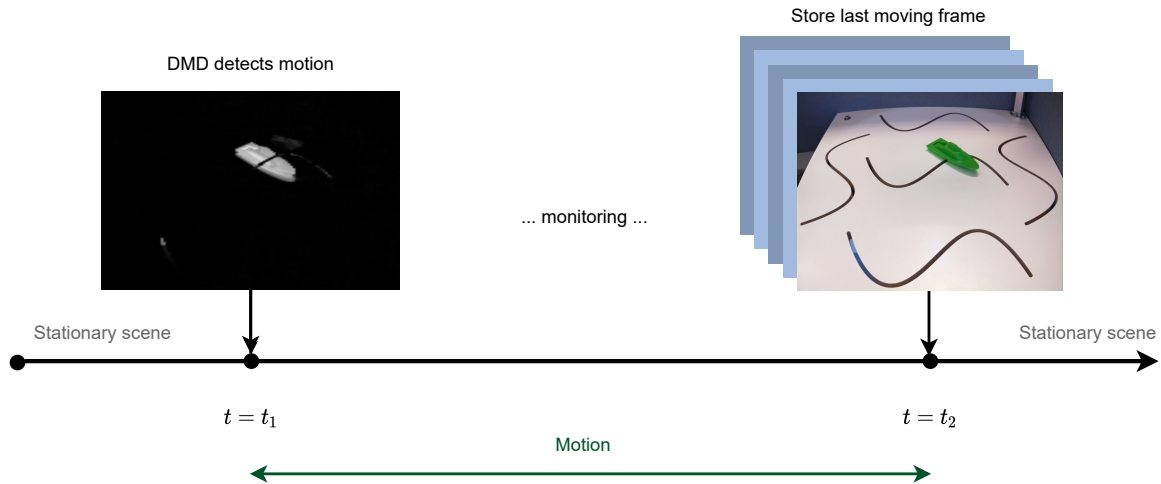 Store last moving frame
DMD detects motion
... monitoring ...
Stationary scene
Stationary scene
t = t₁
t = t₂
Motion